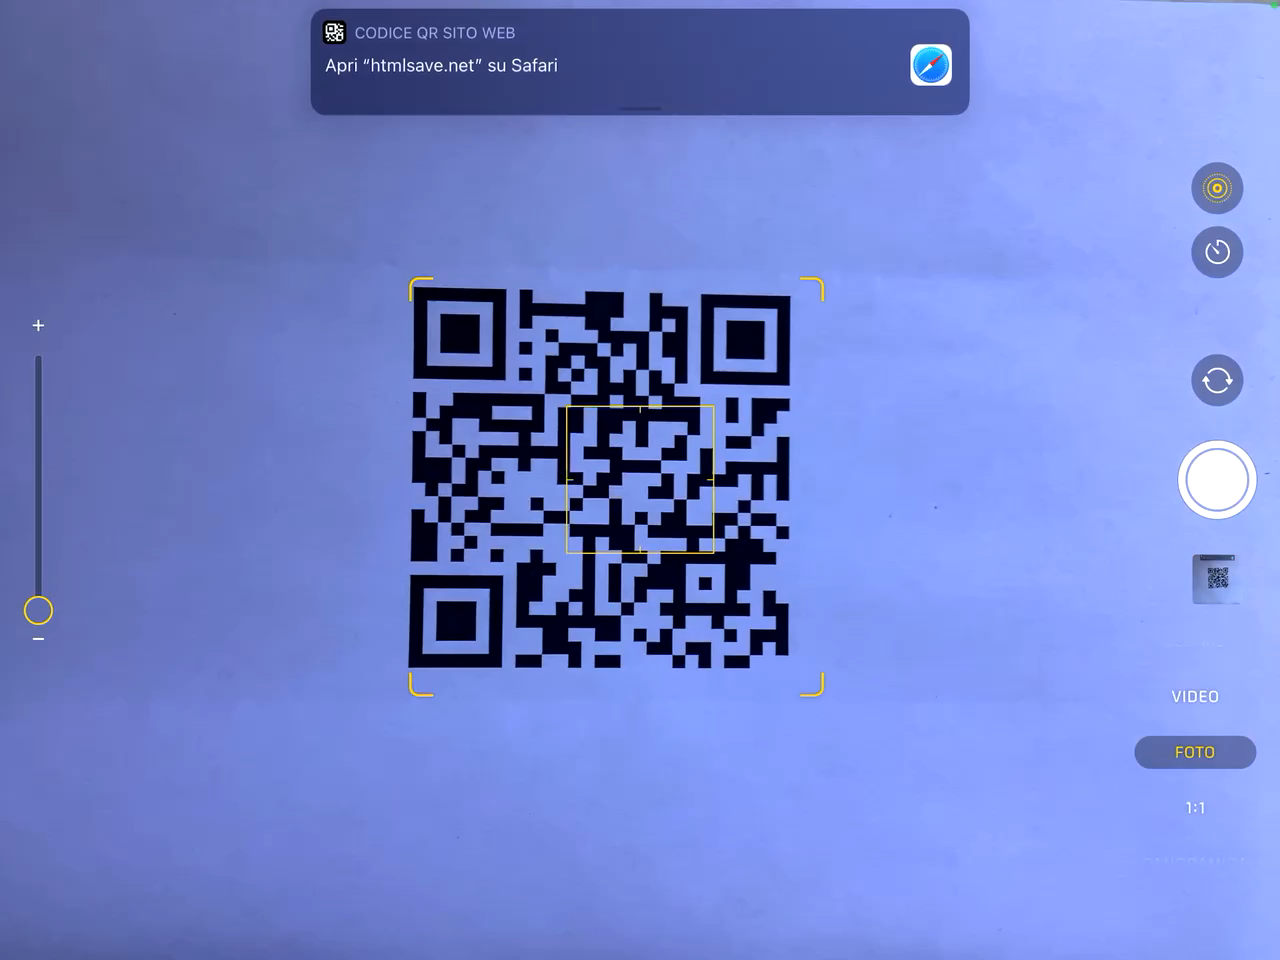 CODICE QR SITO WEB
Apri “htmlsave.net” su Safari
+
−
VIDEO
FOTO
1:1